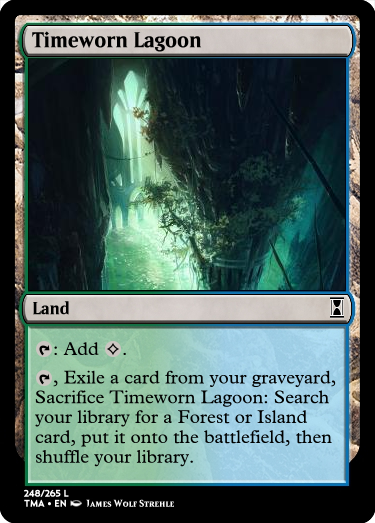 Timeworn Lagoon
Land
: Add .
, Exile a card from your graveyard,
Sacrifice Timeworn Lagoon: Search
your library for a Forest or Island
card, put it onto the battlefield, then
shuffle your library.
248/265 L
TMA • EN James Wolf Strehle